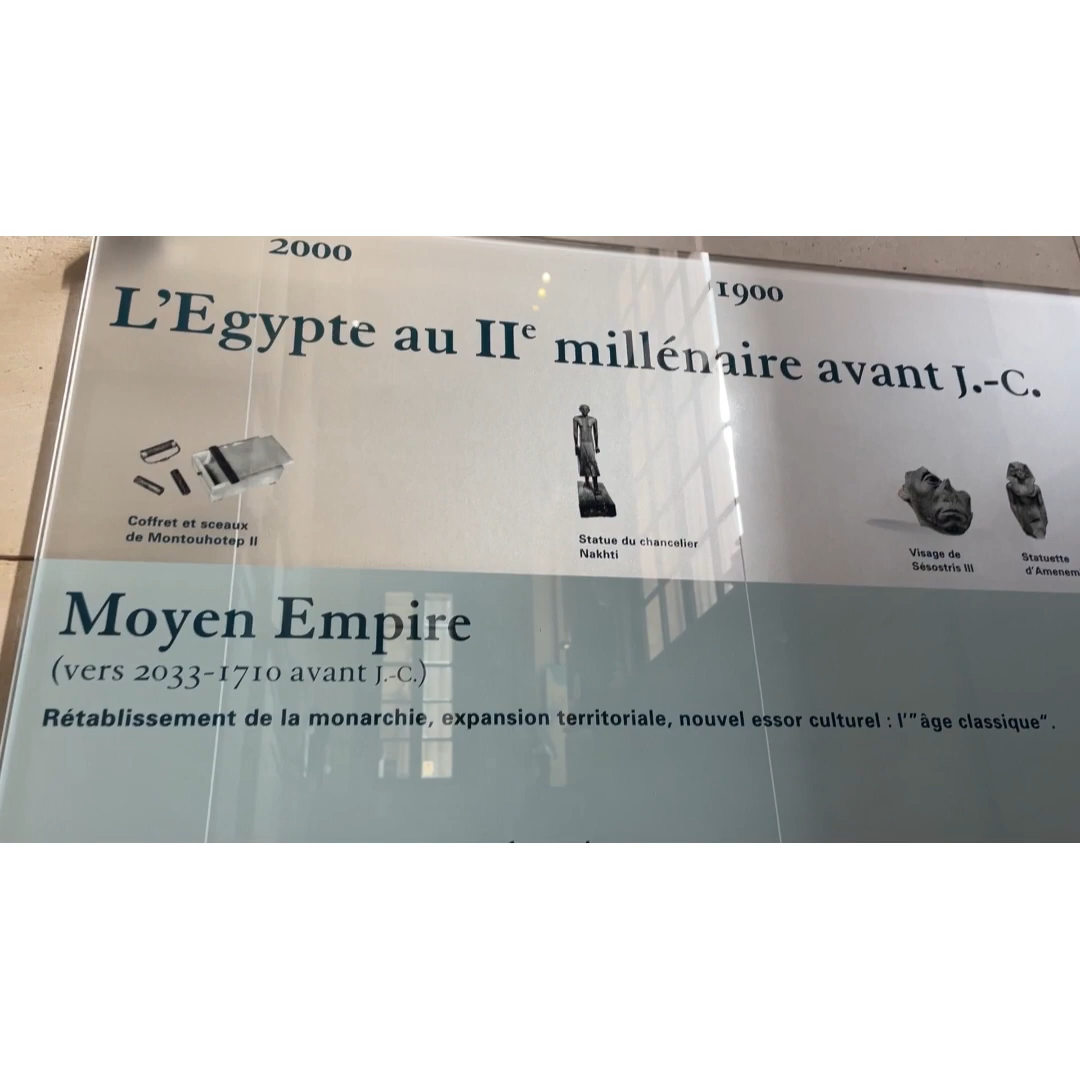 2000
1900
L'Egypte au IIe millénaire avant J.-C.
Coffret et sceaux
de Montouhotep II
Statue du chancelier
Nakhti
Visage de
Sésostris III
Statuette
d'Amenem
Moyen Empire
(vers 2033-1710 avant J.-C.)
Rétablissement de la monarchie, expansion territoriale, nouvel essor culturel : l'"âge classique".